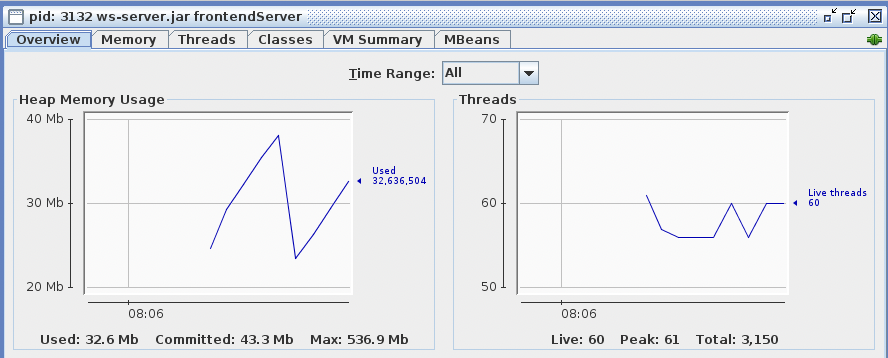 pid: 3132 ws-server.jar frontendServer
Overview Memory Threads Classes VM Summary MBeans
Time Range: All
Heap Memory Usage
40 Mb
30 Mb
20 Mb
Used
32,636,504
08:06
Used: 32.6 Mb Committed: 43.3 Mb Max: 536.9 Mb
Threads
70
60
50
Live threads
60
08:06
Live: 60 Peak: 61 Total: 3,150